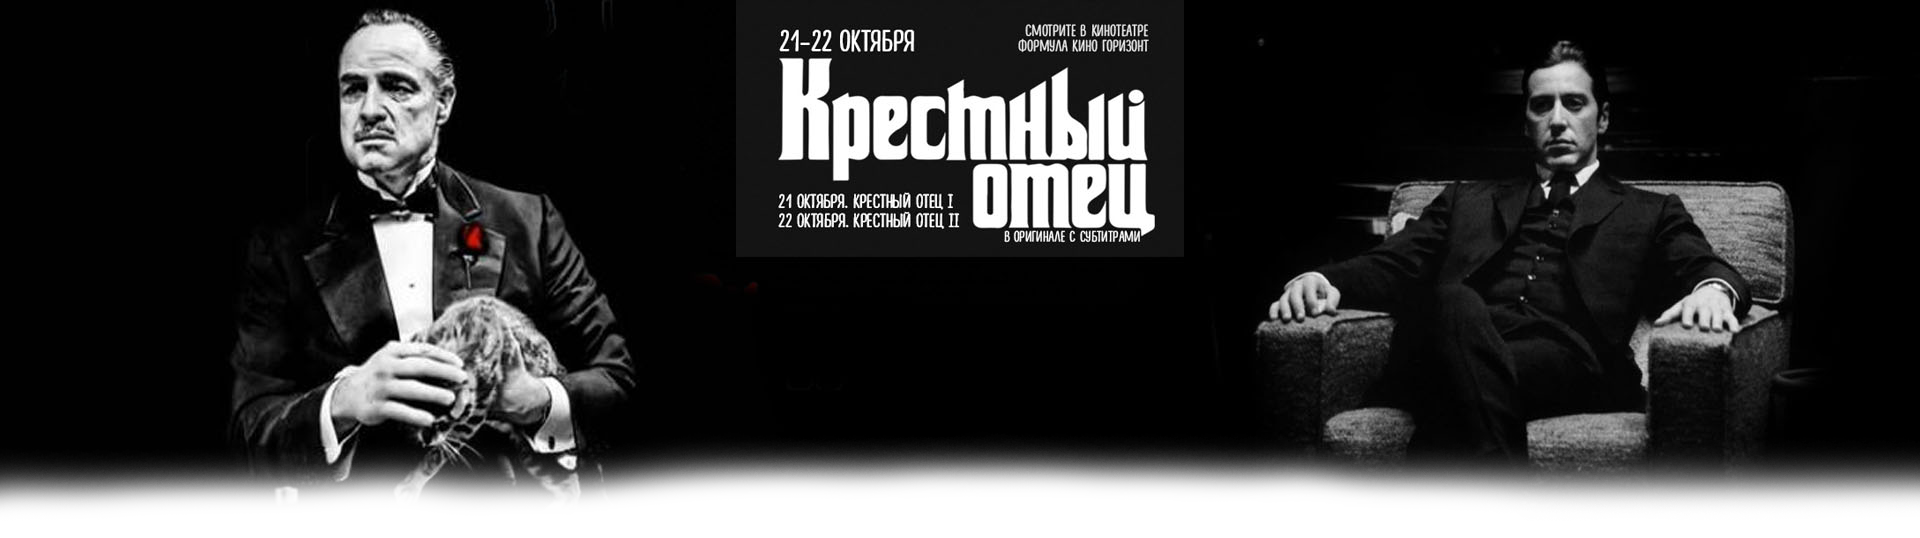 21-22 ОКТЯБРЯ
СМОТРИТЕ В КИНОТЕАТРЕ
ФОРМУЛА КИНО ГОРИЗОНТ
Крестный
отец
21 ОКТЯБРЯ. КРЕСТНЫЙ ОТЕЦ I
22 ОКТЯБРЯ. КРЕСТНЫЙ ОТЕЦ II
В ОРИГИНАЛЕ С СУБТИТРАМИ